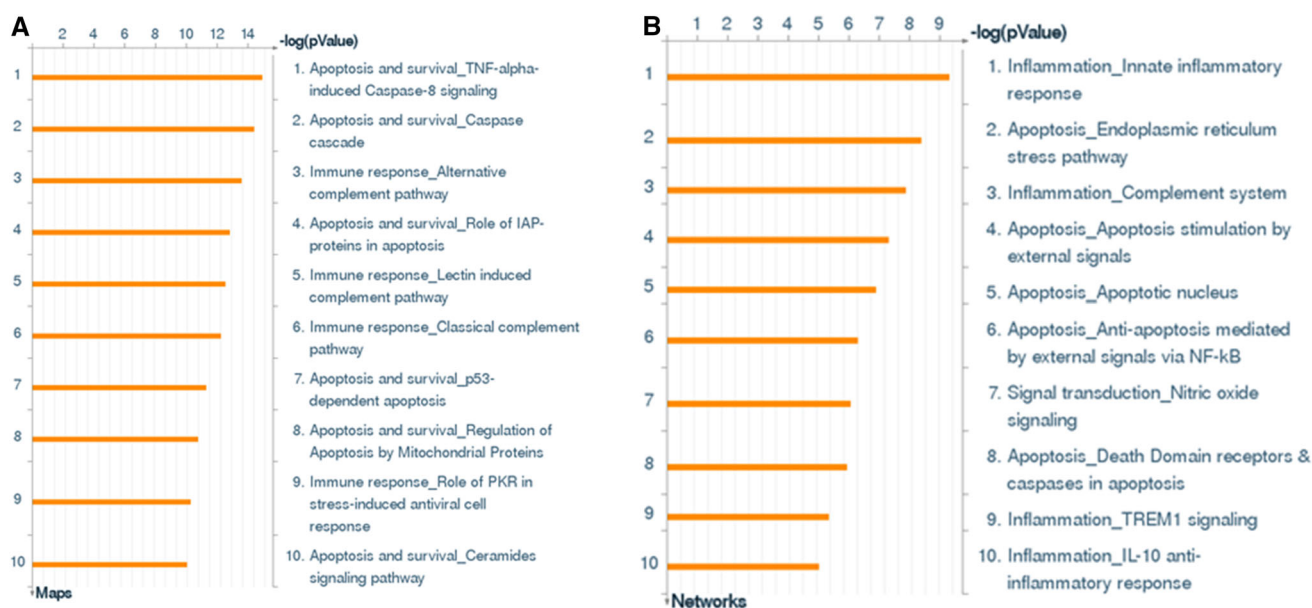 A
2 4 6 8 10 12 14
-log(pValue)
1
2
3
4
5
6
7
8
9
10
Maps
1. Apoptosis and survival_TNF-alpha-
induced Caspase-8 signaling
2. Apoptosis and survival_Caspase
cascade
3. Immune response_Alternative
complement pathway
4. Apoptosis and survival_Role of IAP-
proteins in apoptosis
5. Immune response_Lectin induced
complement pathway
6. Immune response_Classical complement
pathway
7. Apoptosis and survival_p53-
dependent apoptosis
8. Apoptosis and survival_Regulation of
Apoptosis by Mitochondrial Proteins
9. Immune response_Role of PKR in
stress-induced antiviral cell
response
10. Apoptosis and survival_Ceramides
signaling pathway
B
1 2 3 4 5 6 7 8 9
-log(pValue)
1
2
3
4
5
6
7
8
9
10
Networks
1. Inflammation_Innate inflammatory
response
2. Apoptosis_Endoplasmic reticulum
stress pathway
3. Inflammation_Complement system
4. Apoptosis_Apoptosis stimulation by
external signals
5. Apoptosis_Apoptotic nucleus
6. Apoptosis_Anti-apoptosis mediated
by external signals via NF-kB
7. Signal transduction_Nitric oxide
signaling
8. Apoptosis_Death Domain receptors &
caspases in apoptosis
9. Inflammation_TREM1 signaling
10. Inflammation_IL-10 anti-
inflammatory response